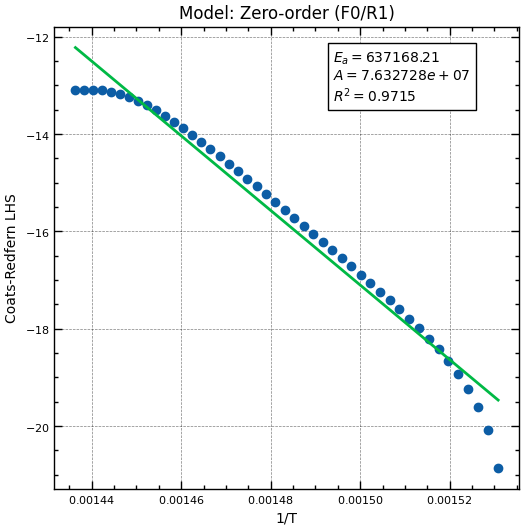 Model: Zero-order (F0/R1)
E_a = 637168.21
A = 7.632728e + 07
R^2 = 0.9715
Coats-Redfern LHS
−12
−14
−16
−18
−20
0.00144 0.00146 0.00148 0.00150 0.00152
1/T